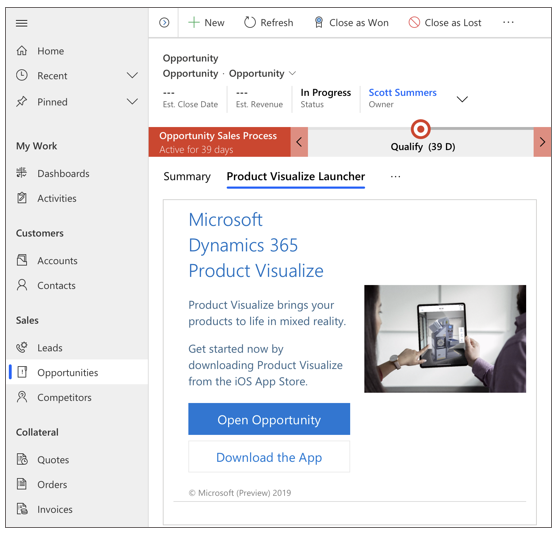 New
Refresh
Close as Won
Close as Lost
...
Home
Recent
Pinned
My Work
Dashboards
Activities
Customers
Accounts
Contacts
Sales
Leads
Opportunities
Competitors
Collateral
Quotes
Orders
Invoices
Opportunity
Opportunity · Opportunity
---
Est. Close Date
---
Est. Revenue
In Progress
Status
Scott Summers
Owner
Opportunity Sales Process
Active for 39 days
Qualify (39 D)
Summary
Product Visualize Launcher
...
Microsoft
Dynamics 365
Product Visualize
Product Visualize brings your
products to life in mixed reality.
Get started now by
downloading Product Visualize
from the iOS App Store.
Open Opportunity
Download the App
© Microsoft (Preview) 2019